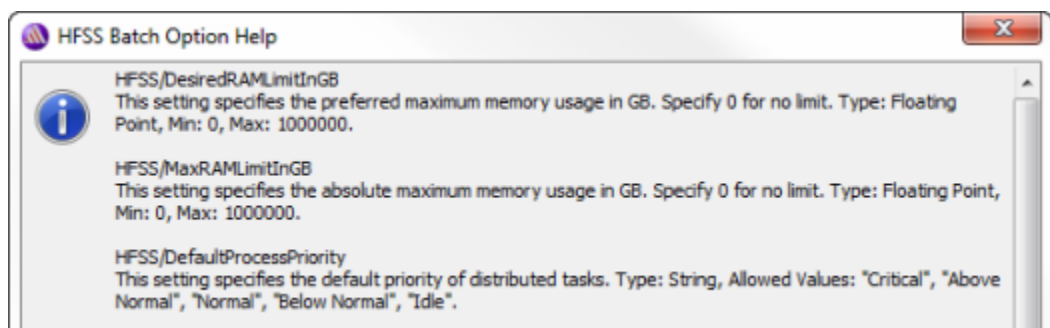 HFSS Batch Option Help
HFSS/DesiredRAMLimitInGB
This setting specifies the preferred maximum memory usage in GB. Specify 0 for no limit. Type: Floating
Point, Min: 0, Max: 1000000.
HFSS/MaxRAMLimitInGB
This setting specifies the absolute maximum memory usage in GB. Specify 0 for no limit. Type: Floating Point,
Min: 0, Max: 1000000.
HFSS/DefaultProcessPriority
This setting specifies the default priority of distributed tasks. Type: String, Allowed Values: "Critical", "Above
Normal", "Normal", "Below Normal", "Idle".